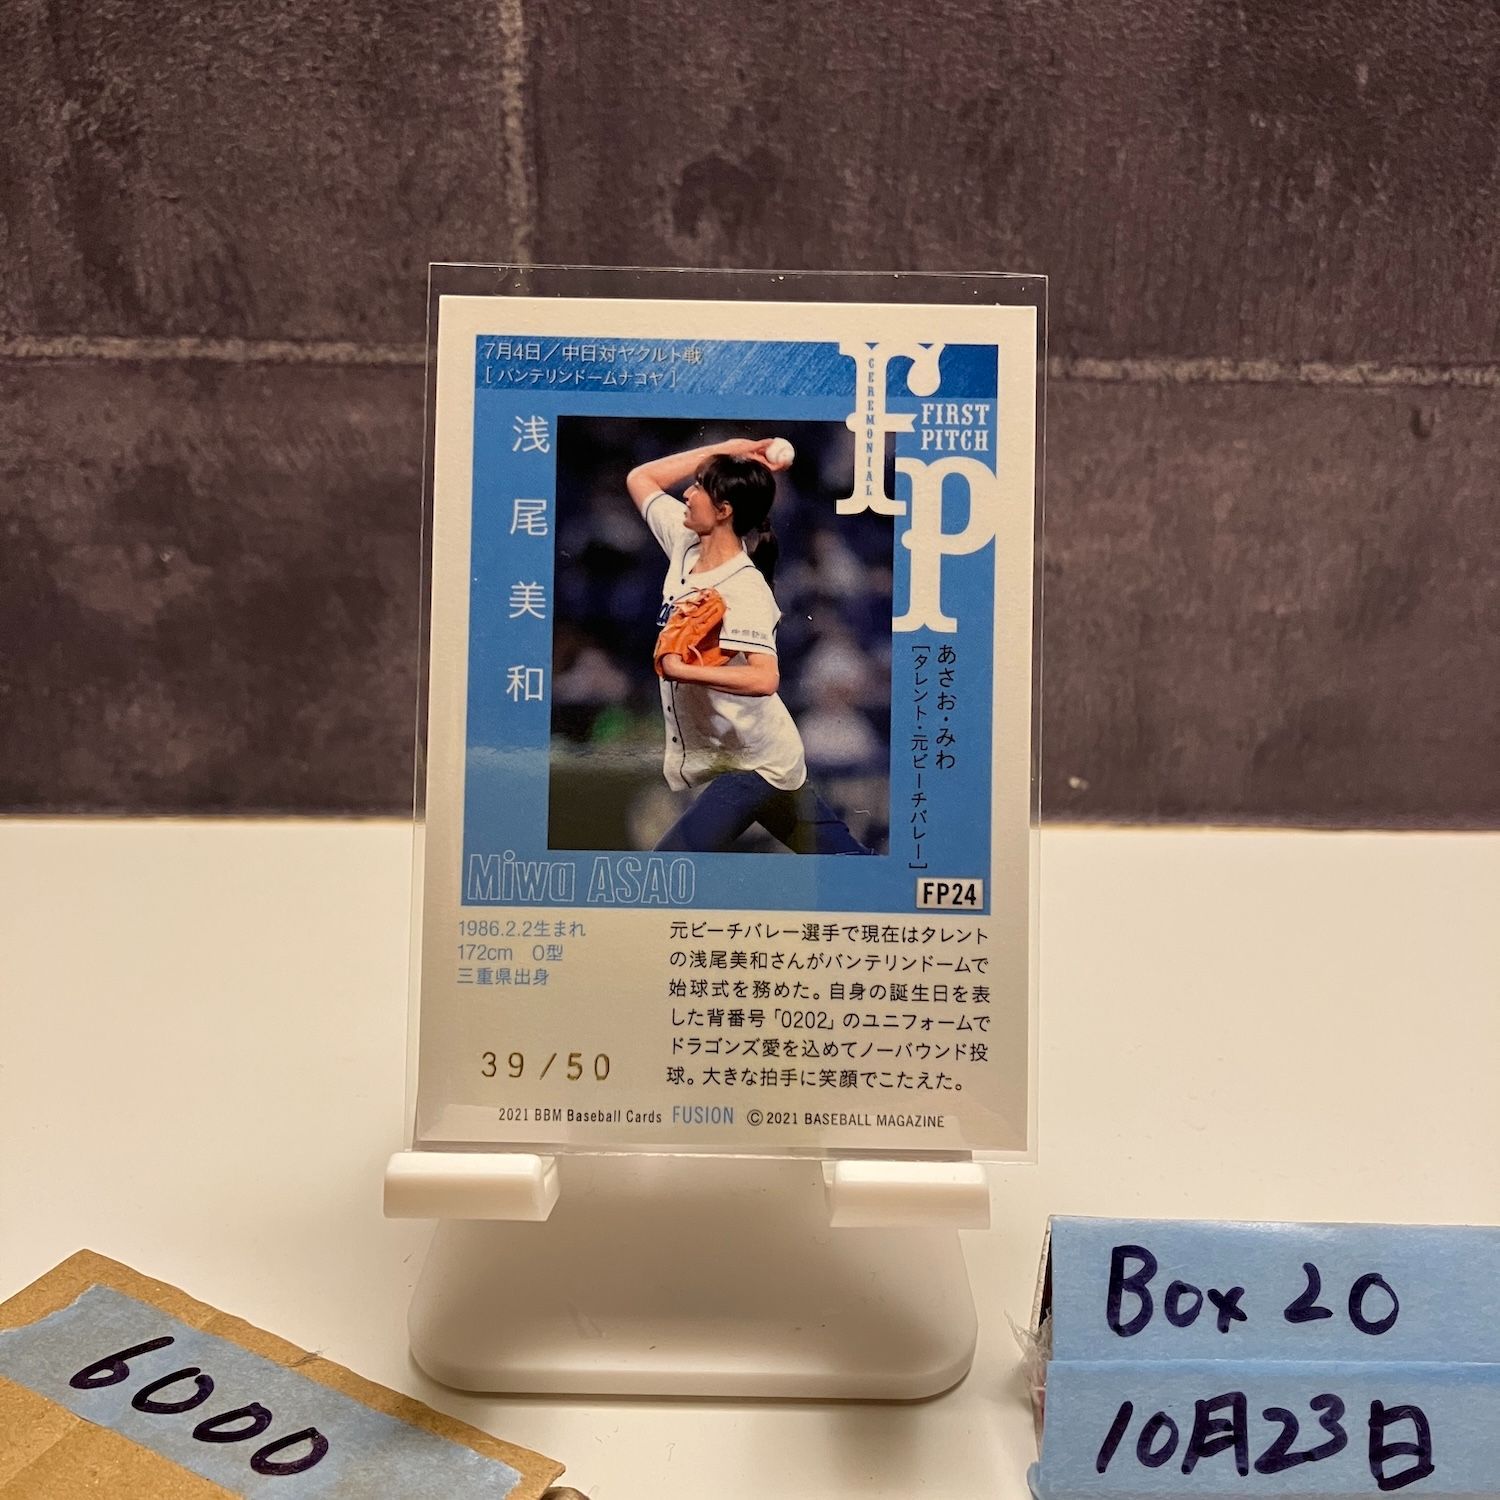 7月4日／中日対ヤクルト戦
[ バンテリンドームナゴヤ ]
CEREMONIAL
fp
FIRST
PITCH
浅尾美和
あさお・みわ
[タレント・元ビーチバレー]
Miwa ASAO
FP24
1986.2.2生まれ
172cm O型
三重県出身
元ビーチバレー選手で現在はタレント
の浅尾美和さんがバンテリンドームで
始球式を務めた。自身の誕生日を表
した背番号「0202」のユニフォームで
ドラゴンズ愛を込めてノーバウンド投
球。大きな拍手に笑顔でこたえた。
39/50
2021 BBM Baseball Cards FUSION ©2021 BASEBALL MAGAZINE
6000
Box 20
10月23日